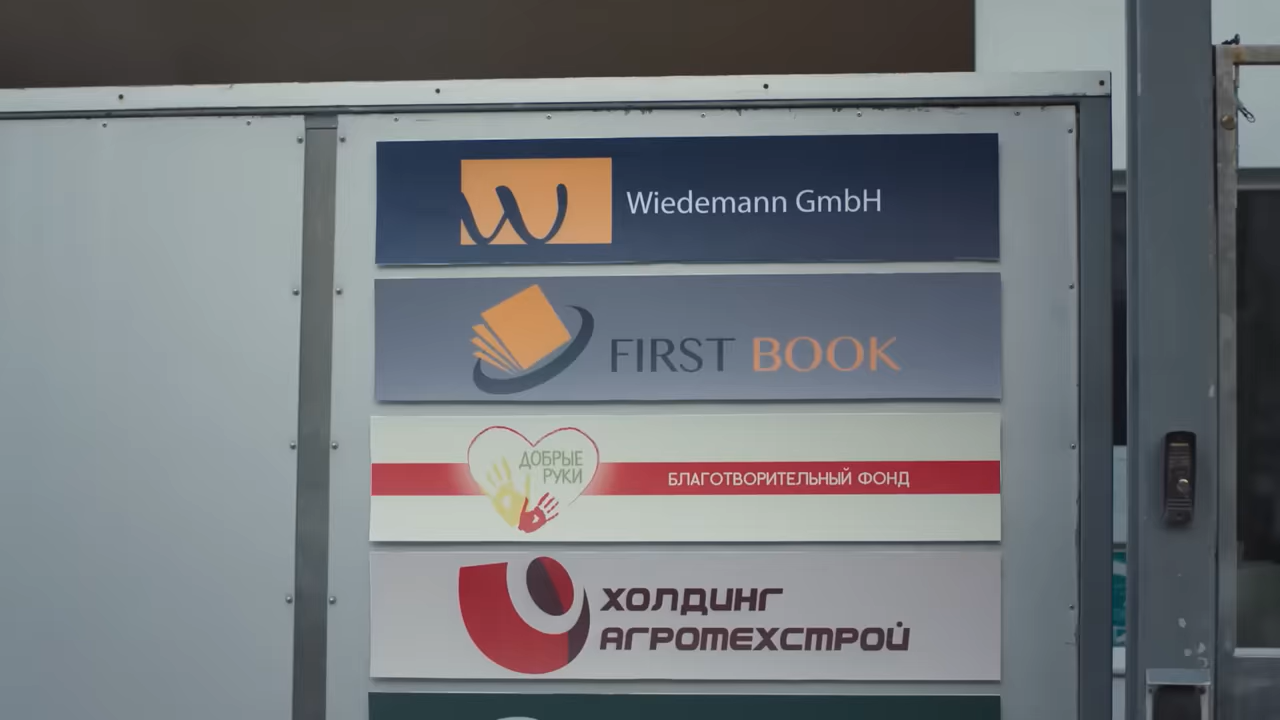 Wiedemann GmbH
FIRST BOOK
ДОБРЫЕ
РУКИ
БЛАГОТВОРИТЕЛЬНЫЙ ФОНД
ХОЛДИНГ
АГРОТЕХСТРОЙ